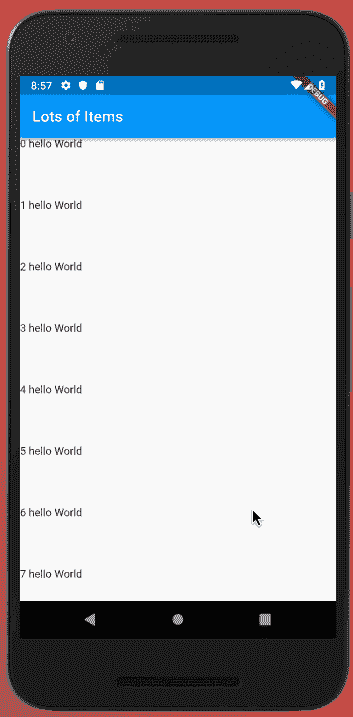 8:57
DEBUG
Lots of Items
0 hello World
1 hello World
2 hello World
3 hello World
4 hello World
5 hello World
6 hello World
7 hello World